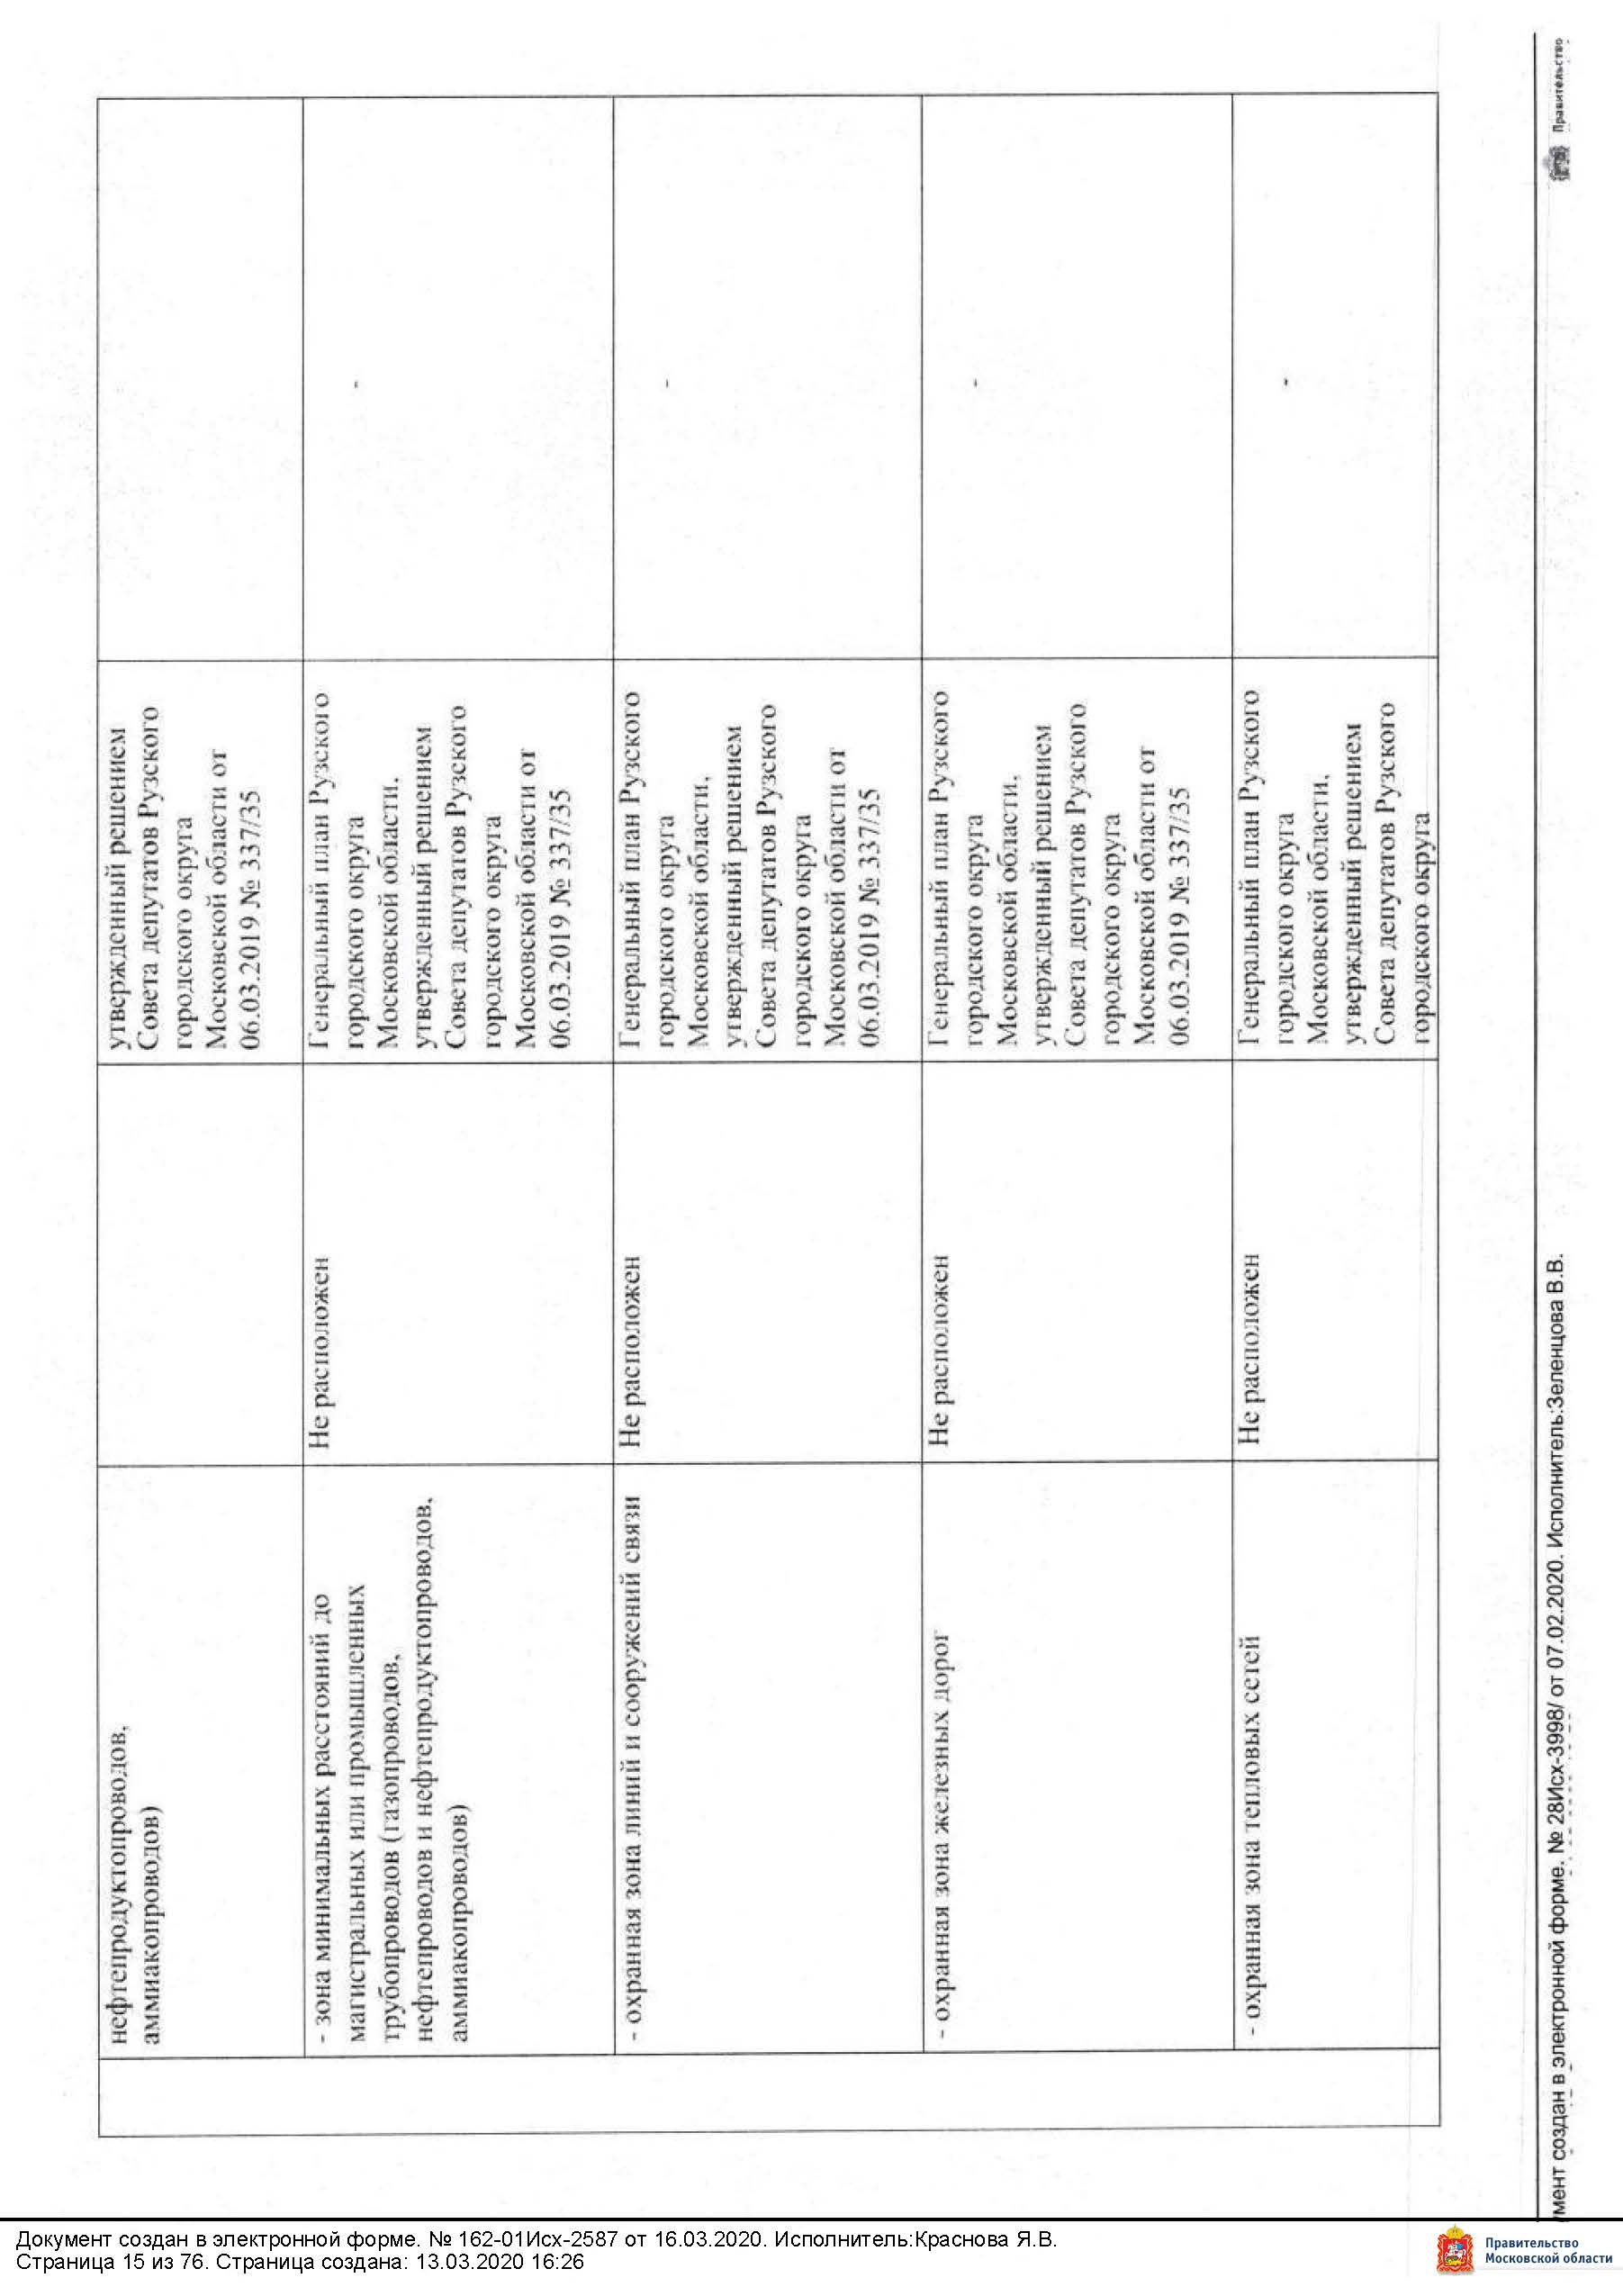 нефтепродуктопроводов,
аммиакопроводов)
утвержденный решением
Совета депутатов Рузского
городского округа
Московской области от
06.03.2019 № 337/35
- зона минимальных расстояний до
магистральных или промышленных
трубопроводов (газопроводов,
нефтепроводов и нефтепродуктопроводов,
аммиакопроводов)
Не расположен
Генеральный план Рузского
городского округа
Московской области,
утвержденный решением
Совета депутатов Рузского
городского округа
Московской области от
06.03.2019 № 337/35
-
- охранная зона линий и сооружений связи
Не расположен
Генеральный план Рузского
городского округа
Московской области,
утвержденный решением
Совета депутатов Рузского
городского округа
Московской области от
06.03.2019 № 337/35
-
- охранная зона железных дорог
Не расположен
Генеральный план Рузского
городского округа
Московской области,
утвержденный решением
Совета депутатов Рузского
городского округа
Московской области от
06.03.2019 № 337/35
-
- охранная зона тепловых сетей
Не расположен
Генеральный план Рузского
городского округа
Московской области,
утвержденный решением
Совета депутатов Рузского
городского округа
-
мент создан в электронной форме. № 28Исх-3998/ от 07.02.2020. Исполнитель:Зеленцова В.В.
Правительство
Документ создан в электронной форме. № 162-01Исх-2587 от 16.03.2020. Исполнитель:Краснова Я.В.
Страница 15 из 76. Страница создана: 13.03.2020 16:26
Правительство
Московской области